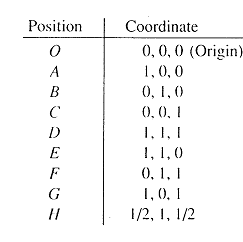 Position Coordinate
O 0, 0, 0 (Origin)
A 1, 0, 0
B 0, 1, 0
C 0, 0, 1
D 1, 1, 1
E 1, 1, 0
F 0, 1, 1
G 1, 0, 1
H 1/2, 1, 1/2